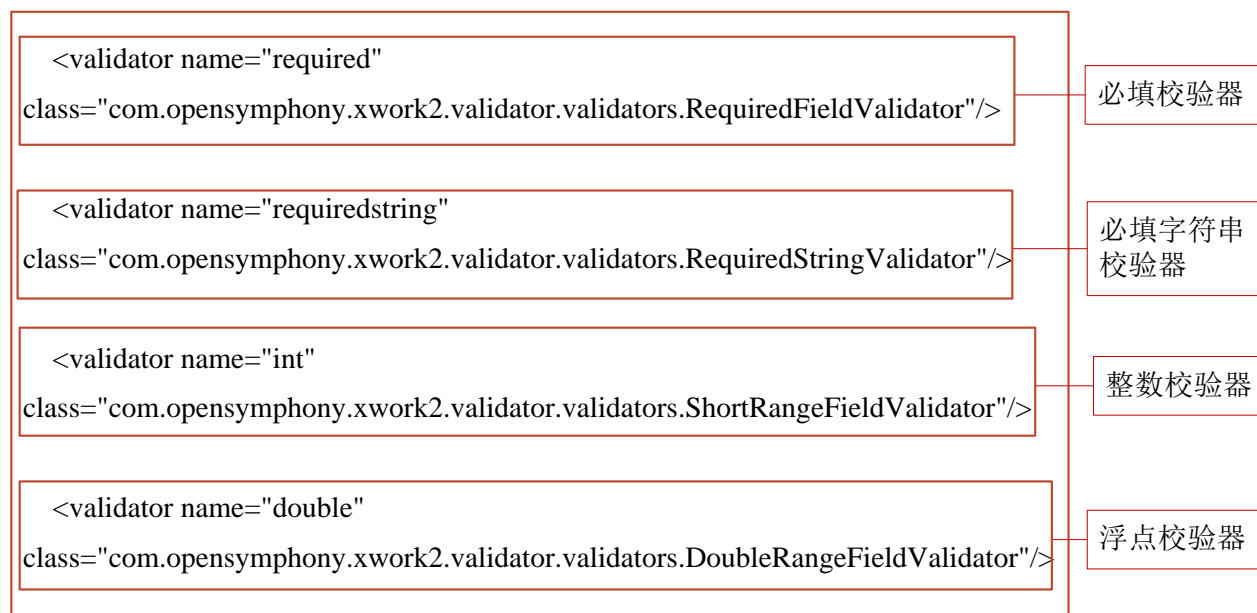 <validator name="required"
class="com.opensymphony.xwork2.validator.validators.RequiredFieldValidator"/>
必填校验器
<validator name="requiredstring"
class="com.opensymphony.xwork2.validator.validators.RequiredStringValidator"/>
必填字符串
校验器
<validator name="int"
class="com.opensymphony.xwork2.validator.validators.ShortRangeFieldValidator"/>
整数校验器
<validator name="double"
class="com.opensymphony.xwork2.validator.validators.DoubleRangeFieldValidator"/>
浮点校验器